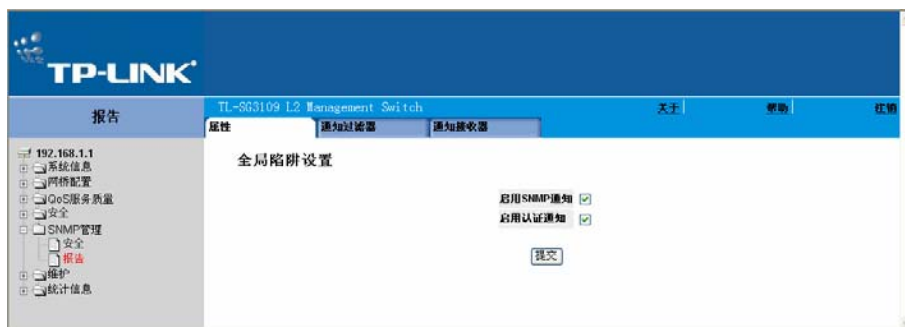 TP-LINK
报告
TL-SG3109 L2 Management Switch
关于
帮助
注销
属性
通知过滤器
通知接收器
192.168.1.1
系统信息
网桥配置
QoS服务质量
安全
SNMP管理
安全
报告
维护
统计信息
全局陷阱设置
启用SNMP通知
启用认证通知
提交